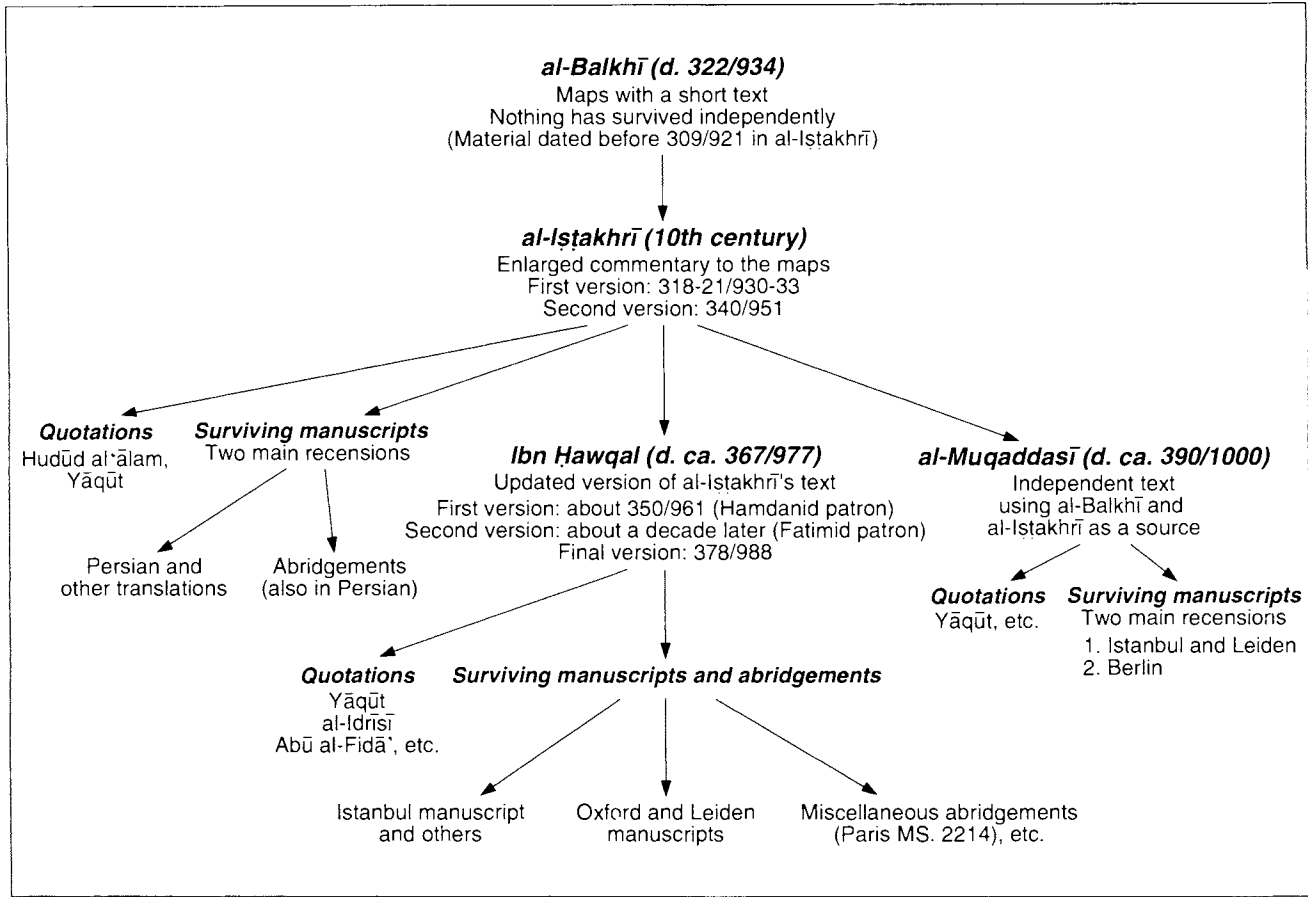 al-Balkhī (d. 322/934)
Maps with a short text
Nothing has survived independently
(Material dated before 309/921 in al-Iṣṭakhrī)
al-Iṣṭakhrī (10th century)
Enlarged commentary to the maps
First version: 318-21/930-33
Second version: 340/951
Quotations
Hudūd al-ʿālam,
Yāqūt
Surviving manuscripts
Two main recensions
Persian and
other translations
Abridgements
(also in Persian)
Ibn Ḥawqal (d. ca. 367/977)
Updated version of al-Iṣṭakhrī's text
First version: about 350/961 (Hamdanid patron)
Second version: about a decade later (Fatimid patron)
Final version: 378/988
Quotations
Yāqūt
al-Idrīsī
Abū al-Fidāʾ, etc.
Surviving manuscripts and abridgements
Istanbul manuscript
and others
Oxford and Leiden
manuscripts
Miscellaneous abridgements
(Paris MS. 2214), etc.
al-Muqaddasī (d. ca. 390/1000)
Independent text
using al-Balkhī and
al-Iṣṭakhrī as a source
Quotations
Yāqūt, etc.
Surviving manuscripts
Two main recensions
1. Istanbul and Leiden
2. Berlin